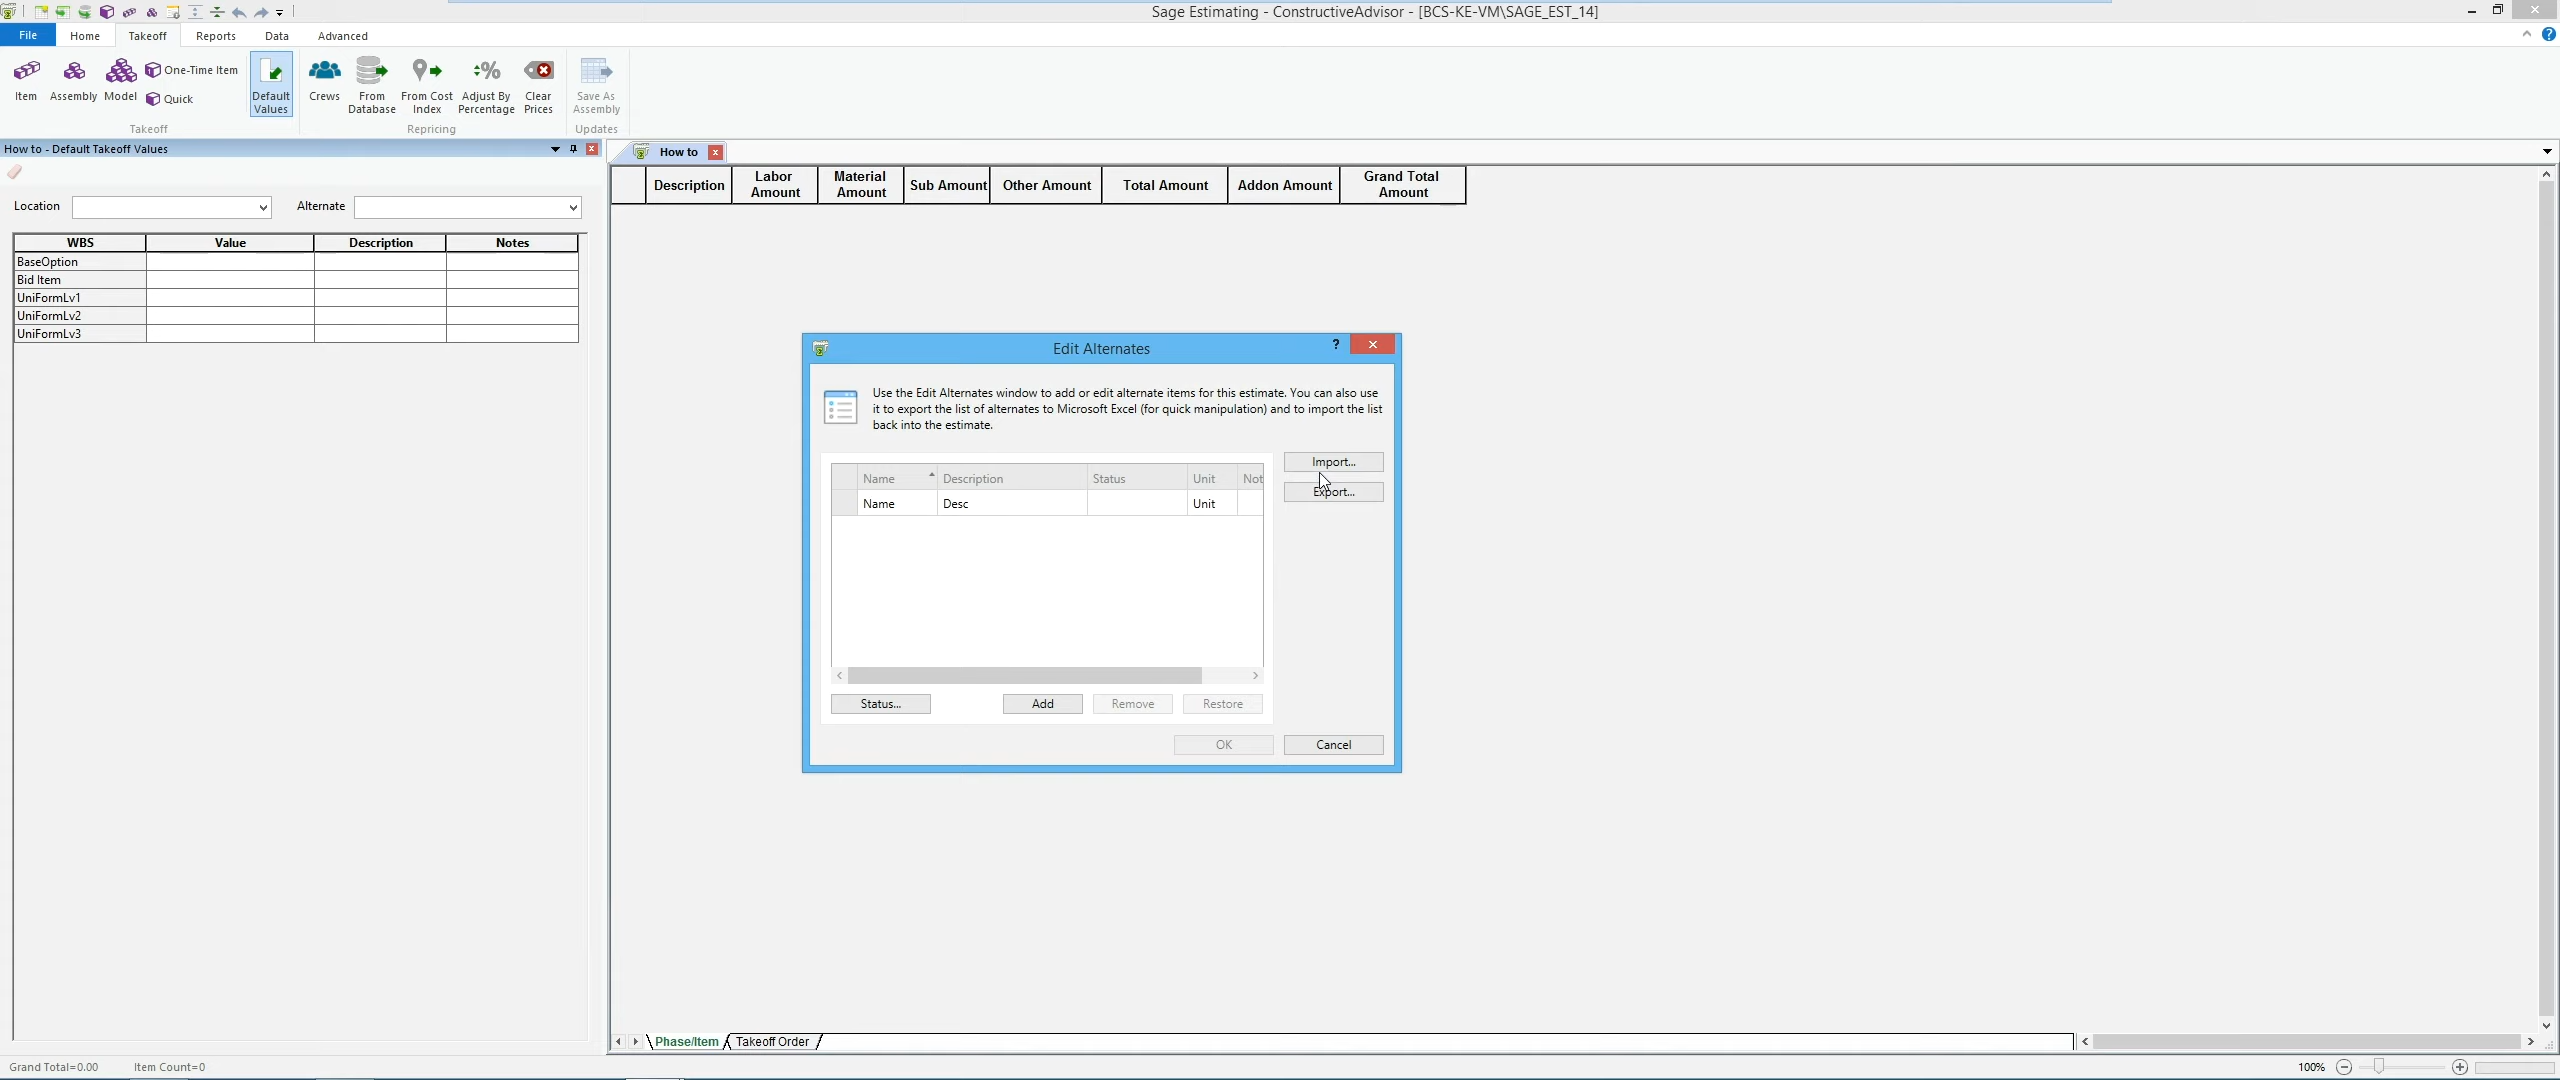 Sage Estimating - ConstructiveAdvisor - [BCS-KE-VM\SAGE_EST_14]
File Home Takeoff Reports Data Advanced
Item Assembly Model One-Time Item Quick Default Values Crews From Database From Cost Index Adjust By Percentage Clear Prices Save As Assembly
Takeoff Repricing Updates
How to - Default Takeoff Values
How to
Location Alternate
WBS Value Description Notes
BaseOption
Bid Item
UniFormLv1
UniFormLv2
UniFormLv3
Description Labor Amount Material Amount Sub Amount Other Amount Total Amount Addon Amount Grand Total Amount
Edit Alternates ?
Use the Edit Alternates window to add or edit alternate items for this estimate. You can also use
it to export the list of alternates to Microsoft Excel (for quick manipulation) and to import the list
back into the estimate.
Import...
Export...
Name Description Status Unit Not
Name Desc Unit
Status... Add Remove Restore
OK Cancel
Phase/Item Takeoff Order
Grand Total=0.00 Item Count=0 100%